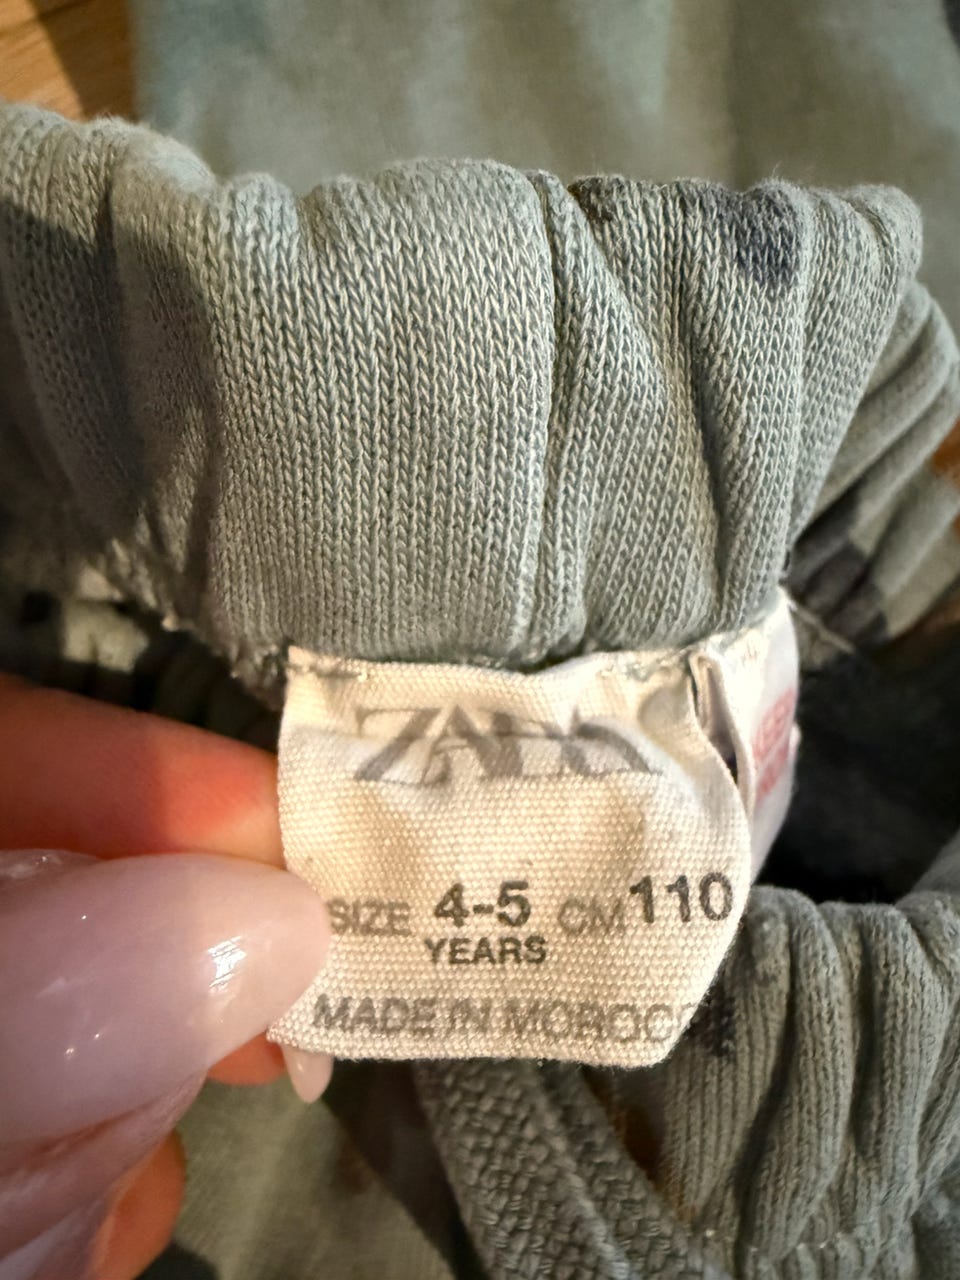 ZARA
SIZE 4-5 CM 110
YEARS
MADE IN MOROCC